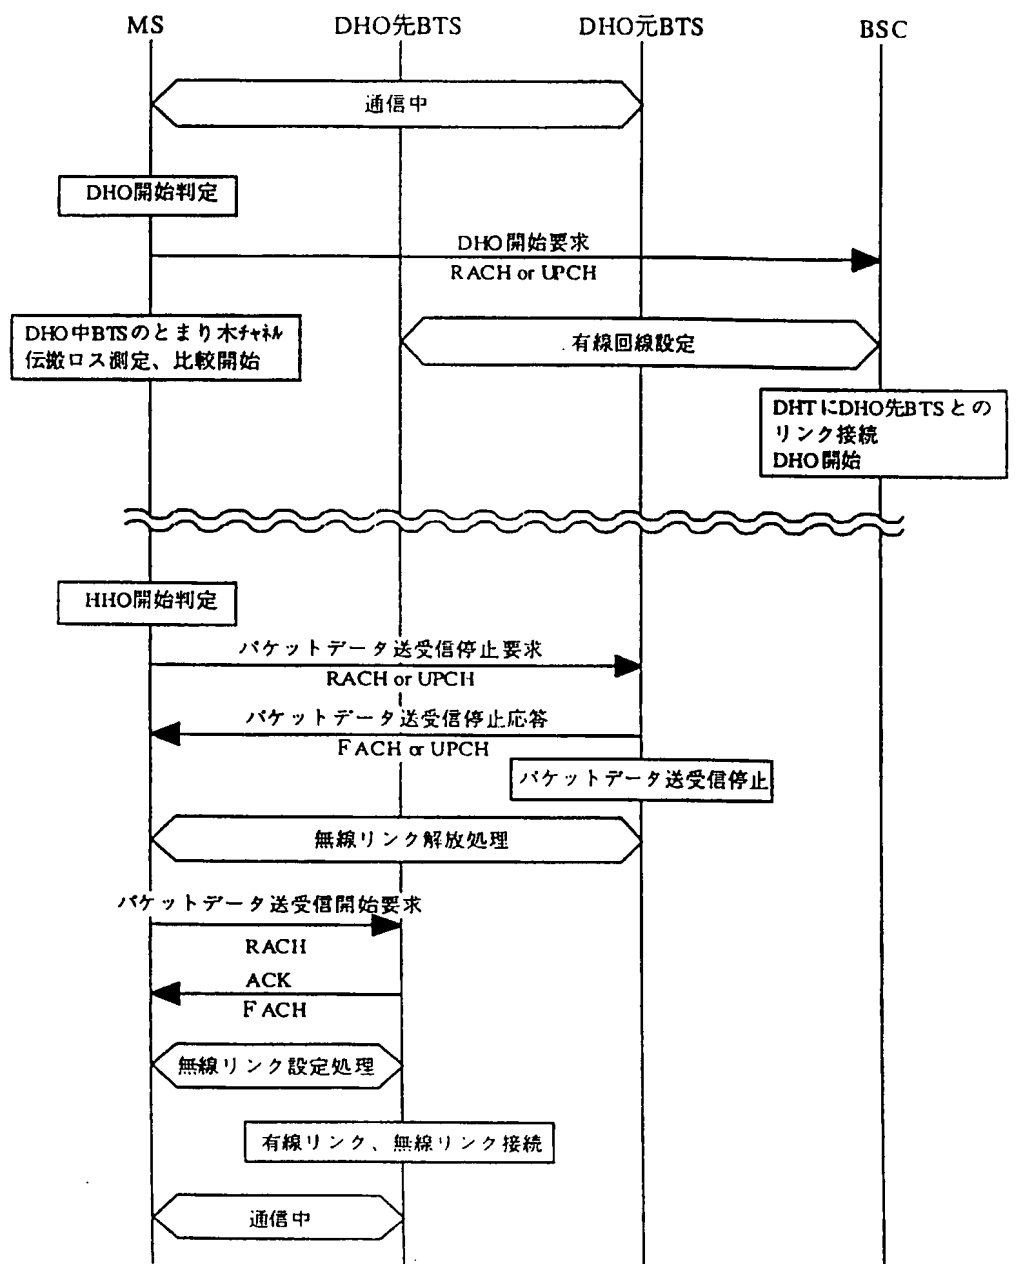 MS
DHO先BTS
DHO元BTS
BSC
通信中
DHO開始判定
DHO開始要求
RACH or UPCH
DHO中BTSのとまり木ﾁｬﾈﾙ
伝搬ロス測定、比較開始
有線回線設定
DHTにDHO先BTSとの
リンク接続
DHO開始
HHO開始判定
パケットデータ送受信停止要求
RACH or UPCH
パケットデータ送受信停止応答
FACH or UPCH
パケットデータ送受信停止
無線リンク解放処理
パケットデータ送受信開始要求
RACH
ACK
FACH
無線リンク設定処理
有線リンク、無線リンク接続
通信中